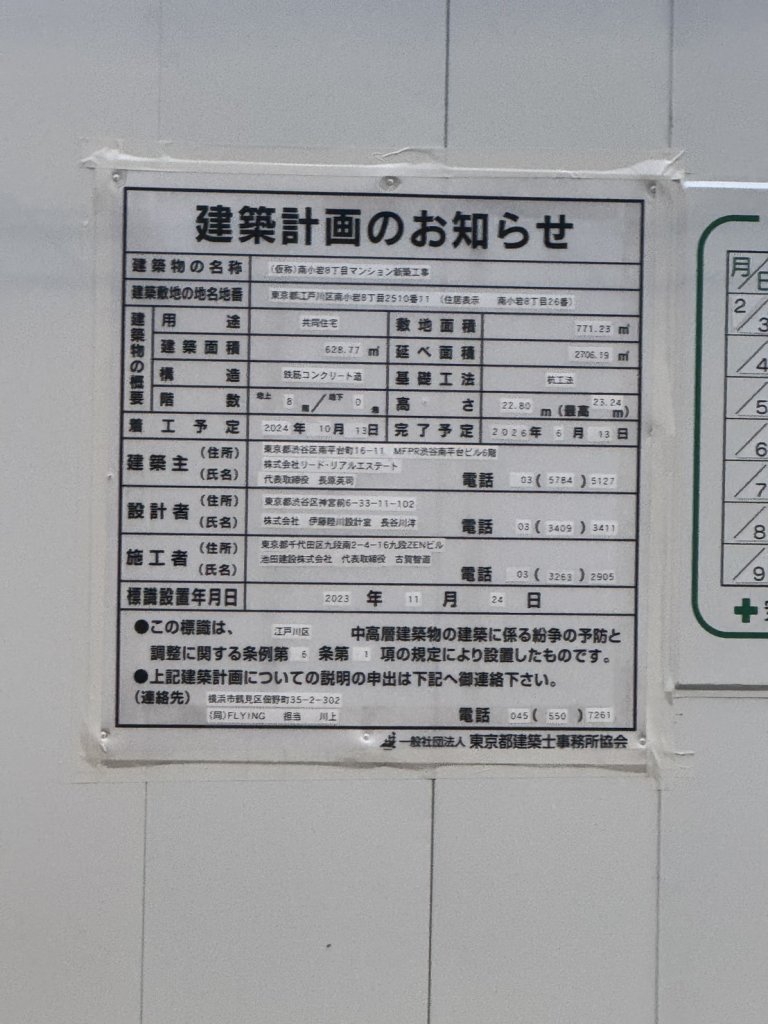 建築計画のお知らせ
建築物の名称 (仮称)南小岩8丁目マンション新築工事
建築敷地の地名地番 東京都江戸川区南小岩8丁目2510番11 (住居表示 南小岩8丁目26番)
建築物の概要
用途 共同住宅 敷地面積 771.23 ㎡
建築面積 628.77 ㎡ 延べ面積 2706.19 ㎡
構造 鉄筋コンクリート造 基礎工法 杭工法
階数 地上 8 階/地下 0 階 高さ 22.80 m (最高 23.24 m)
着工予定 2024年 10月 13日 完了予定 2026年 6月 13日
建築主 (住所) 東京都渋谷区南平台町16-11 MFPR渋谷南平台ビル6階
(氏名) 株式会社リード・リアルエステート
代表取締役 長原英司 電話 03 ( 5784 ) 5127
設計者 (住所) 東京都渋谷区神宮前6-33-11-102
(氏名) 株式会社 伊藤睦川設計室 長谷川淳 電話 03 ( 3409 ) 3411
施工者 (住所) 東京都千代田区九段南2-4-16九段ZENビル
(氏名) 池田建設株式会社 代表取締役 古賀智道
電話 03 ( 3263 ) 2905
標識設置年月日 2023 年 11 月 24 日
●この標識は、 江戸川区 中高層建築物の建築に係る紛争の予防と
調整に関する条例第 6 条第 1 項の規定により設置したものです。
●上記建築計画についての説明の申出は下記へ御連絡下さい。
(連絡先) 横浜市鶴見区佃野町35-2-302
(同)FLYING 担当 川上 電話 045 ( 550 ) 7261
一般社団法人 東京都建築士事務所協会
月/日
2/3
/4
/5
/6
/7
/8
/9